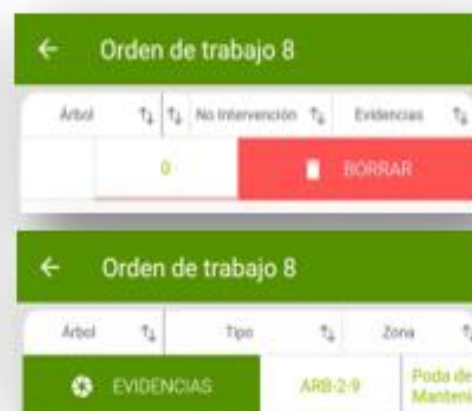 Orden de trabajo 8
Árbol No Intervención Evidencias
0 BORRAR
Orden de trabajo 8
Árbol Tipo Zona
EVIDENCIAS ARB-2-9 Poda de
Manteni